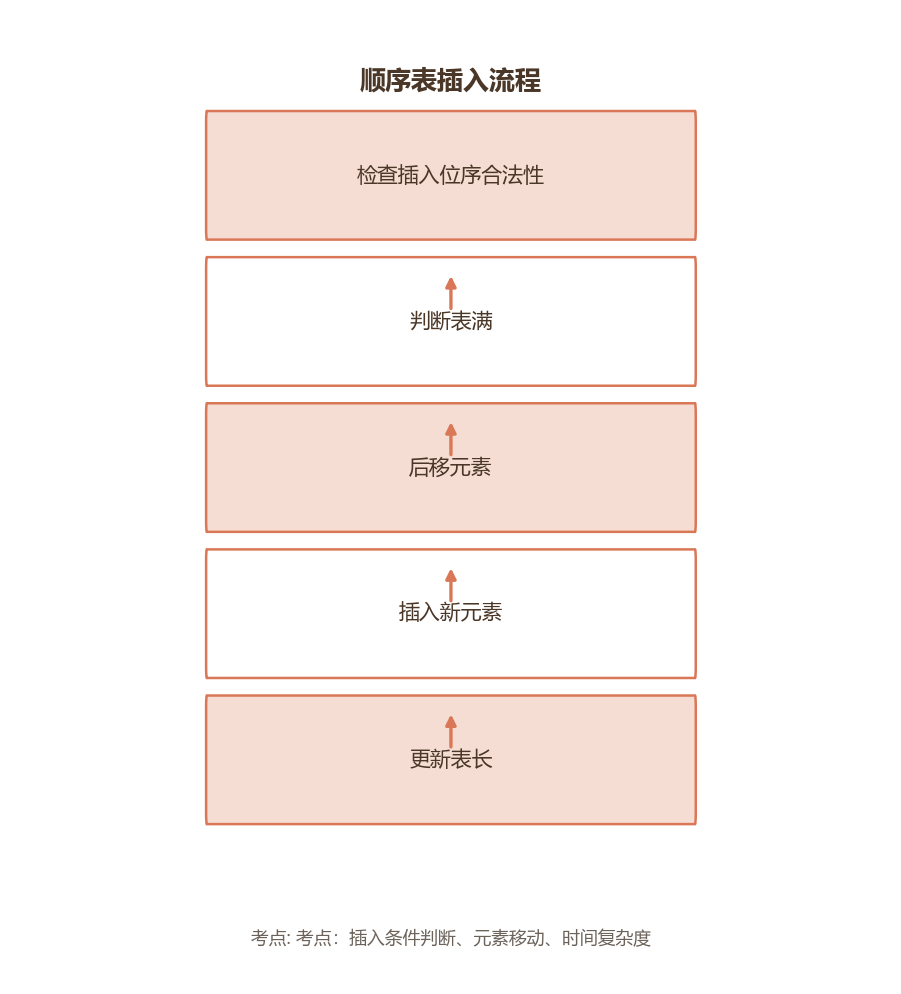 顺序表插入流程
检查插入位序合法性
判断表满
后移元素
插入新元素
更新表长
考点: 考点：插入条件判断、元素移动、时间复杂度